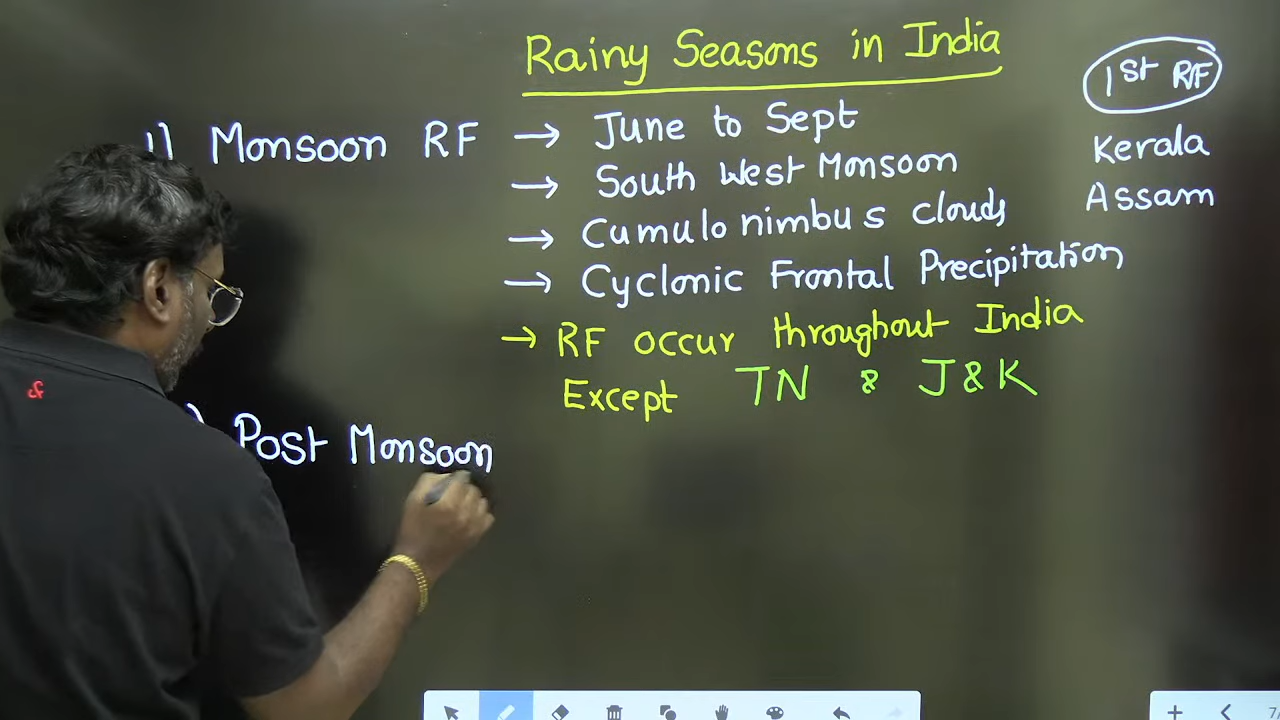 Rainy Seasons in India
1st RF
Kerala
Assam
1) Monsoon RF → June to Sept
→ South West Monsoon
→ Cumulo nimbus clouds
→ Cyclonic Frontal Precipitation
→ RF occur throughout India
Except TN & J & K
) Post Monsoon